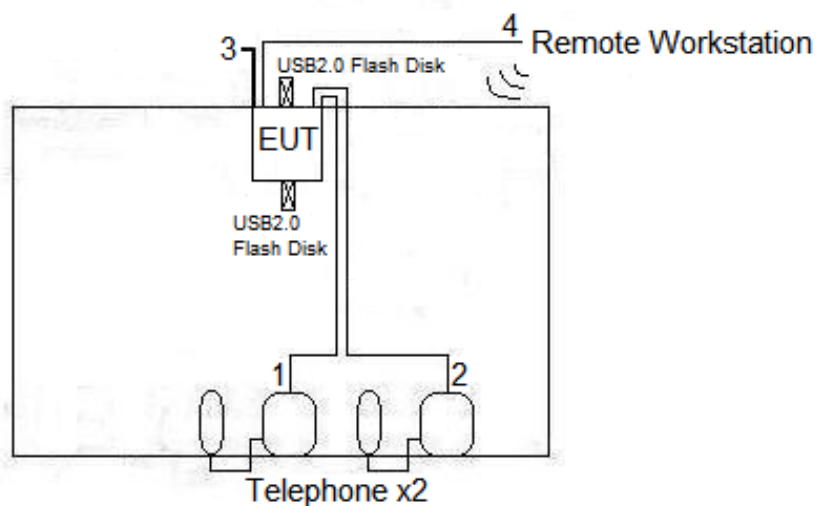 4
Remote Workstation
3
USB2.0 Flash Disk
EUT
USB2.0
Flash Disk
1
2
Telephone x2